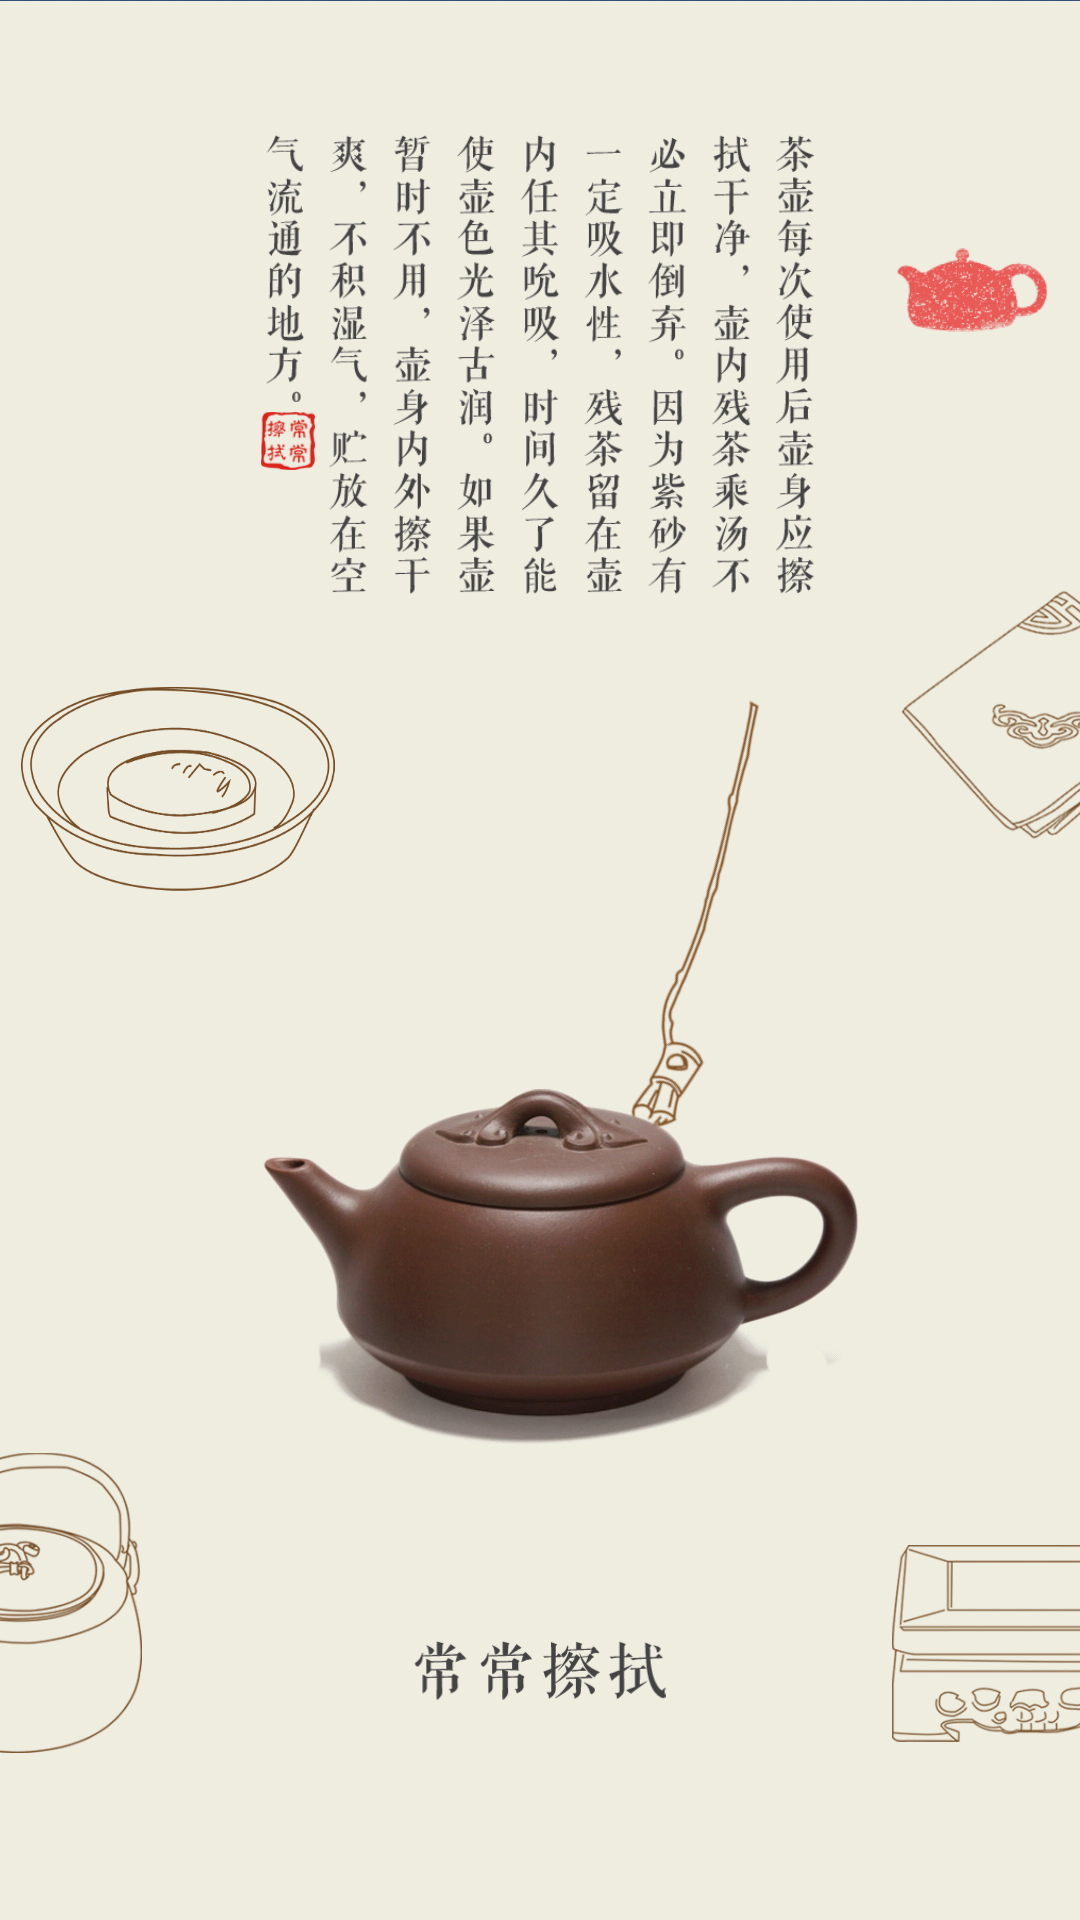 茶壶每次使用后壶身应擦
拭干净，壶内残茶乘汤不
必立即倒弃。因为紫砂有
一定吸水性，残茶留在壶
内任其吮吸，时间久了能
使壶色光泽古润。如果壶
暂时不用，壶身内外擦干
爽，不积湿气，贮放在空
气流通的地方。
常常
擦拭
常常擦拭